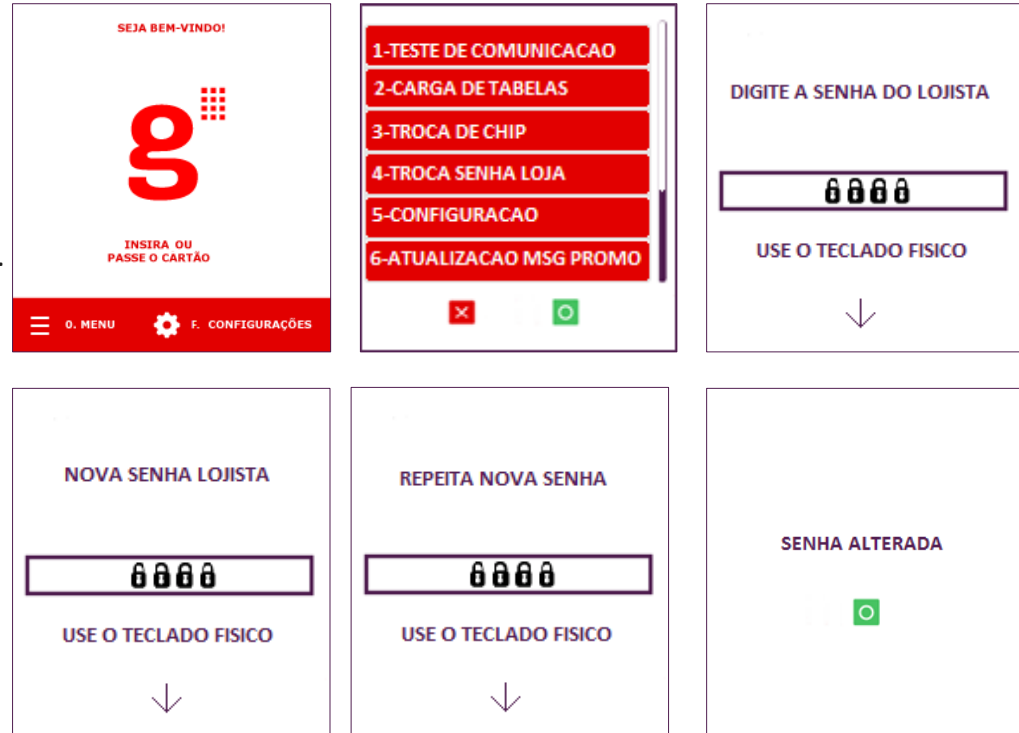 SEJA BEM-VINDO!
g
INSIRA OU
PASSE O CARTÃO
0. MENU
F. CONFIGURAÇÕES
1-TESTE DE COMUNICACAO
2-CARGA DE TABELAS
3-TROCA DE CHIP
4-TROCA SENHA LOJA
5-CONFIGURACAO
6-ATUALIZACAO MSG PROMO
DIGITE A SENHA DO LOJISTA
USE O TECLADO FISICO
NOVA SENHA LOJISTA
USE O TECLADO FISICO
REPEITA NOVA SENHA
USE O TECLADO FISICO
SENHA ALTERADA